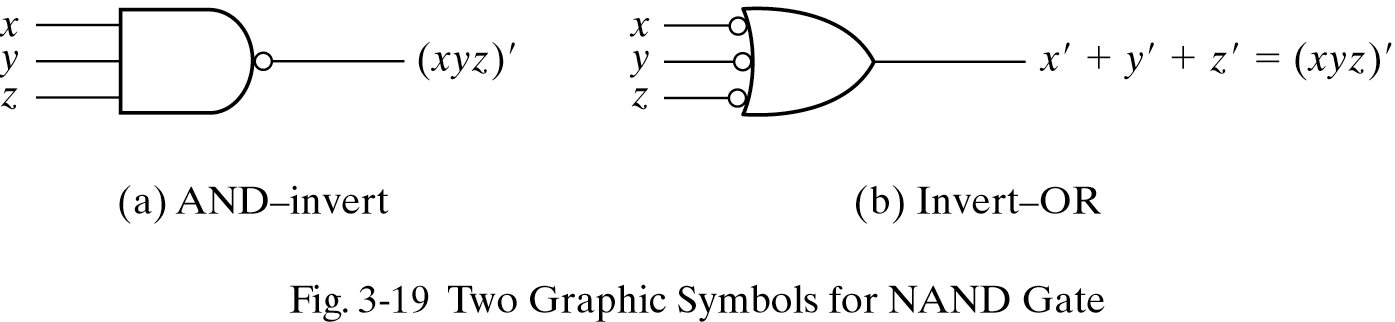 x
y
z
(xyz)′
x
y
z
x′ + y′ + z′ = (xyz)′
(a) AND–invert
(b) Invert–OR
Fig. 3-19 Two Graphic Symbols for NAND Gate